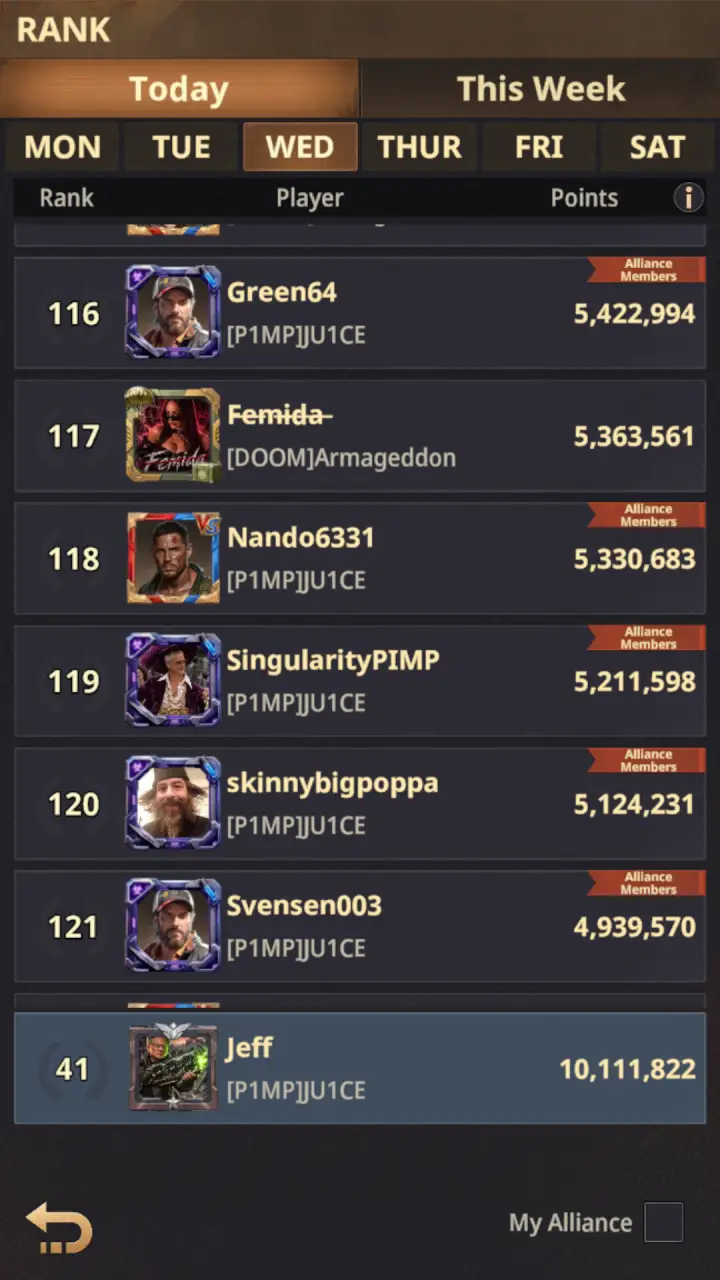 RANK
Today
This Week
MON
TUE
WED
THUR
FRI
SAT
Rank
Player
Points
i
Alliance
Members
116
Green64
[P1MP]JU1CE
5,422,994
117
Femida
Femida
[DOOM]Armageddon
5,363,561
Alliance
Members
118
VS
Nando6331
[P1MP]JU1CE
5,330,683
Alliance
Members
119
SingularityPIMP
[P1MP]JU1CE
5,211,598
Alliance
Members
120
skinnybigpoppa
[P1MP]JU1CE
5,124,231
Alliance
Members
121
Svensen003
[P1MP]JU1CE
4,939,570
41
Jeff
[P1MP]JU1CE
10,111,822
My Alliance